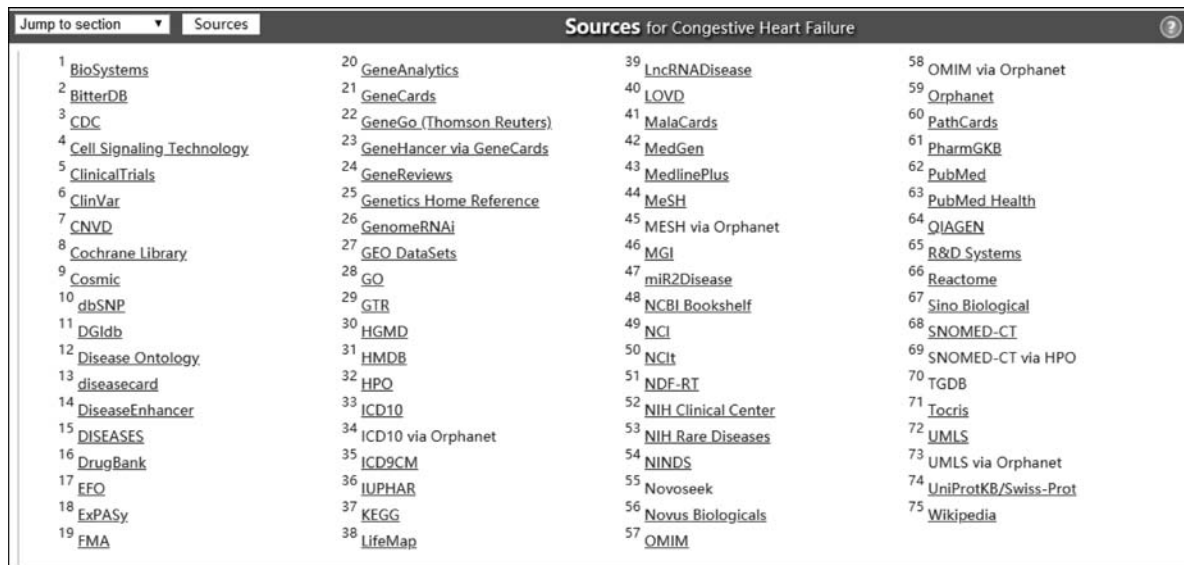 Jump to section ▼ Sources Sources for Congestive Heart Failure ?
1 BioSystems
2 BitterDB
3 CDC
4 Cell Signaling Technology
5 ClinicalTrials
6 ClinVar
7 CNVD
8 Cochrane Library
9 Cosmic
10 dbSNP
11 DGIdb
12 Disease Ontology
13 diseasecard
14 DiseaseEnhancer
15 DISEASES
16 DrugBank
17 EFO
18 ExPASy
19 FMA
20 GeneAnalytics
21 GeneCards
22 GeneGo (Thomson Reuters)
23 GeneHancer via GeneCards
24 GeneReviews
25 Genetics Home Reference
26 GenomeRNAi
27 GEO DataSets
28 GO
29 GTR
30 HGMD
31 HMDB
32 HPO
33 ICD10
34 ICD10 via Orphanet
35 ICD9CM
36 IUPHAR
37 KEGG
38 LifeMap
39 LncRNADisease
40 LOVD
41 MalaCards
42 MedGen
43 MedlinePlus
44 MeSH
45 MESH via Orphanet
46 MGI
47 miR2Disease
48 NCBI Bookshelf
49 NCI
50 NCIt
51 NDF-RT
52 NIH Clinical Center
53 NIH Rare Diseases
54 NINDS
55 Novoseek
56 Novus Biologicals
57 OMIM
58 OMIM via Orphanet
59 Orphanet
60 PathCards
61 PharmGKB
62 PubMed
63 PubMed Health
64 QIAGEN
65 R&D Systems
66 Reactome
67 Sino Biological
68 SNOMED-CT
69 SNOMED-CT via HPO
70 TGDB
71 Tocris
72 UMLS
73 UMLS via Orphanet
74 UniProtKB/Swiss-Prot
75 Wikipedia